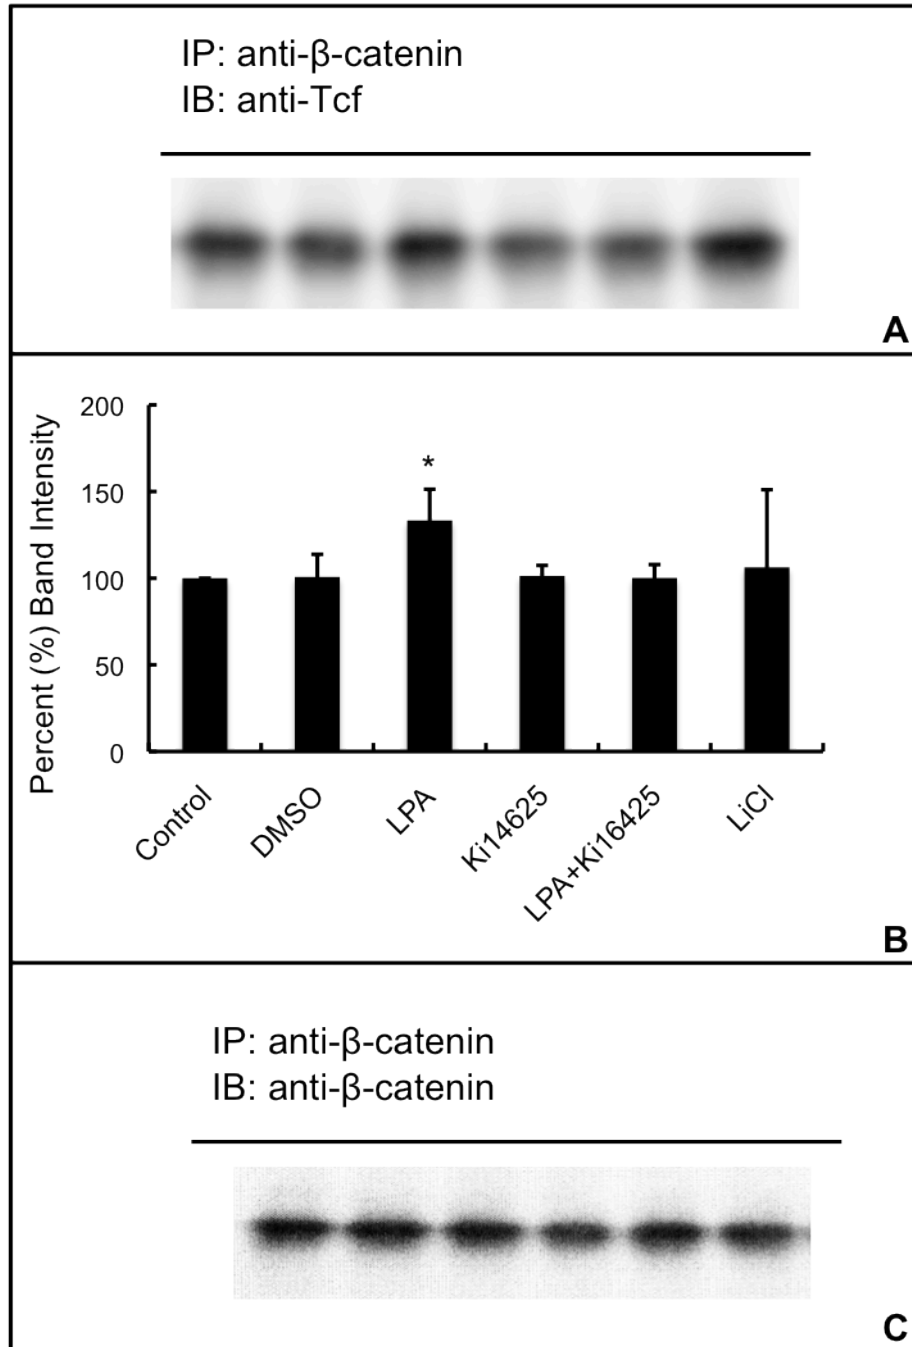 IP: anti-β-catenin
IB: anti-Tcf
A
Percent (%) Band Intensity
200
150
100
50
0
*
Control
DMSO
LPA
Ki14625
LPA+Ki16425
LiCl
B
IP: anti-β-catenin
IB: anti-β-catenin
C